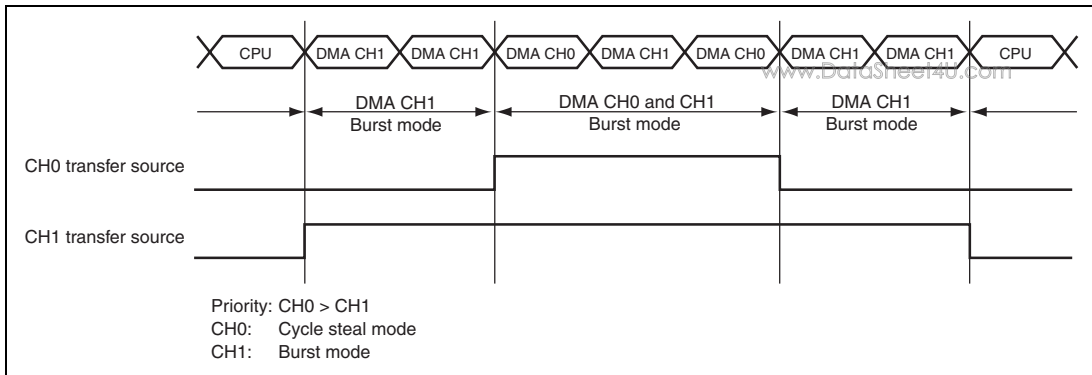 CPU DMA CH1 DMA CH1 DMA CH0 DMA CH1 DMA CH0 DMA CH1 DMA CH1 CPU
www.DataSheet4U.com
DMA CH1 DMA CH0 and CH1 DMA CH1
Burst mode Burst mode Burst mode
CH0 transfer source
CH1 transfer source
Priority: CH0 > CH1
CH0: Cycle steal mode
CH1: Burst mode